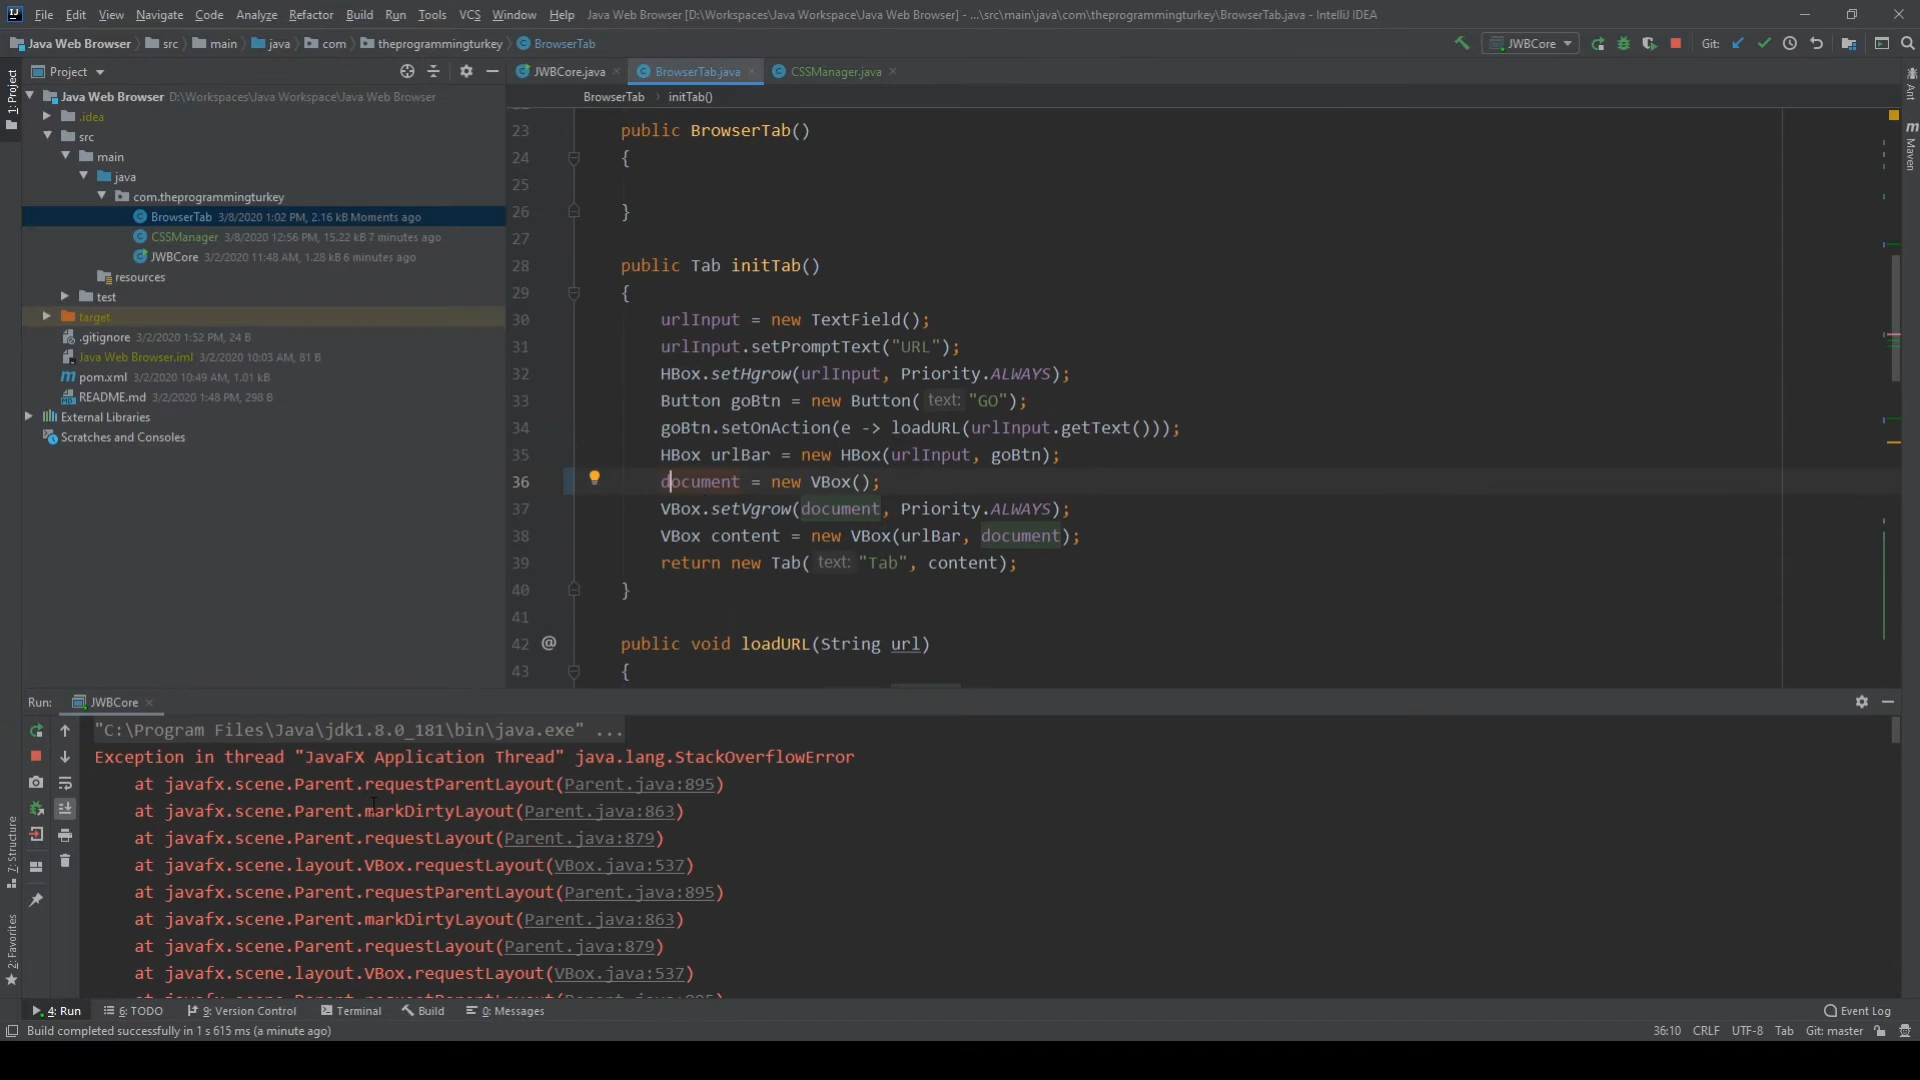 File Edit View Navigate Code Analyze Refactor Build Run Tools VCS Window Help Java Web Browser [D:\Workspaces\Java Workspace\Java Web Browser] - ...\src\main\java\com\theprogrammingturkey\BrowserTab.java - IntelliJ IDEA
Java Web Browser src main java com theprogrammingturkey BrowserTab JWBCore Git:
Project
JWBCore.java BrowserTab.java CSSManager.java
BrowserTab initTab()
1: Project
Java Web Browser D:\Workspaces\Java Workspace\Java Web Browser
.idea
src
main
java
com.theprogrammingturkey
BrowserTab 3/8/2020 1:02 PM, 2.16 kB Moments ago
CSSManager 3/8/2020 12:56 PM, 15.22 kB 7 minutes ago
JWBCore 3/2/2020 11:48 AM, 1.28 kB 6 minutes ago
resources
test
target
.gitignore 3/2/2020 1:52 PM, 24 B
Java Web Browser.iml 3/2/2020 10:03 AM, 81 B
pom.xml 3/2/2020 10:49 AM, 1.01 kB
README.md 3/2/2020 1:48 PM, 298 B
External Libraries
Scratches and Consoles
23 public BrowserTab()
24 {
25
26 }
27
28 public Tab initTab()
29 {
30 urlInput = new TextField();
31 urlInput.setPromptText("URL");
32 HBox.setHgrow(urlInput, Priority.ALWAYS);
33 Button goBtn = new Button( text: "GO");
34 goBtn.setOnAction(e -> loadURL(urlInput.getText()));
35 HBox urlBar = new HBox(urlInput, goBtn);
36 document = new VBox();
37 VBox.setVgrow(document, Priority.ALWAYS);
38 VBox content = new VBox(urlBar, document);
39 return new Tab( text: "Tab", content);
40 }
41
42 @ public void loadURL(String url)
43 {
Ant
Maven
Run: JWBCore
"C:\Program Files\Java\jdk1.8.0_181\bin\java.exe" ...
Exception in thread "JavaFX Application Thread" java.lang.StackOverflowError
at javafx.scene.Parent.requestParentLayout(Parent.java:895)
at javafx.scene.Parent.markDirtyLayout(Parent.java:863)
at javafx.scene.Parent.requestLayout(Parent.java:879)
at javafx.scene.layout.VBox.requestLayout(VBox.java:537)
at javafx.scene.Parent.requestParentLayout(Parent.java:895)
at javafx.scene.Parent.markDirtyLayout(Parent.java:863)
at javafx.scene.Parent.requestLayout(Parent.java:879)
at javafx.scene.layout.VBox.requestLayout(VBox.java:537)
at javafx.scene.Parent.requestParentLayout(Parent.java:895)
7: Structure
2: Favorites
4: Run 6: TODO 9: Version Control Terminal Build 0: Messages Event Log
Build completed successfully in 1 s 615 ms (a minute ago) 36:10 CRLF UTF-8 Tab Git: master